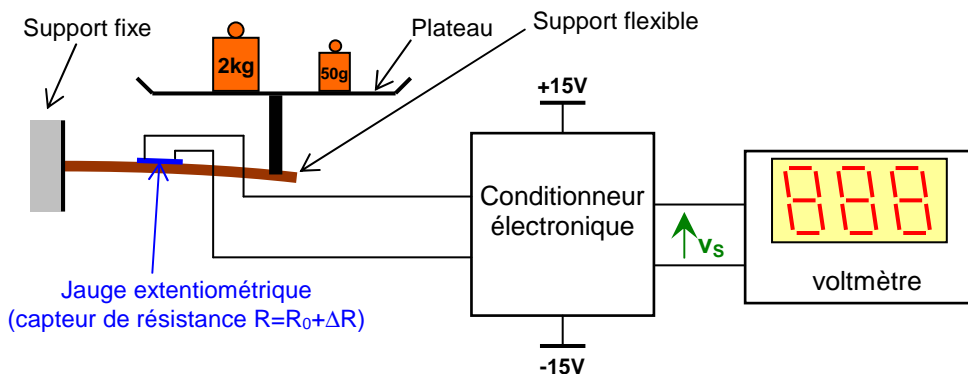 Support fixe
Plateau
Support flexible
2kg
50g
+15V
Conditionneur
électronique
vS
888
voltmètre
Jauge extentiométrique
(capteur de résistance R=R0+ΔR)
-15V